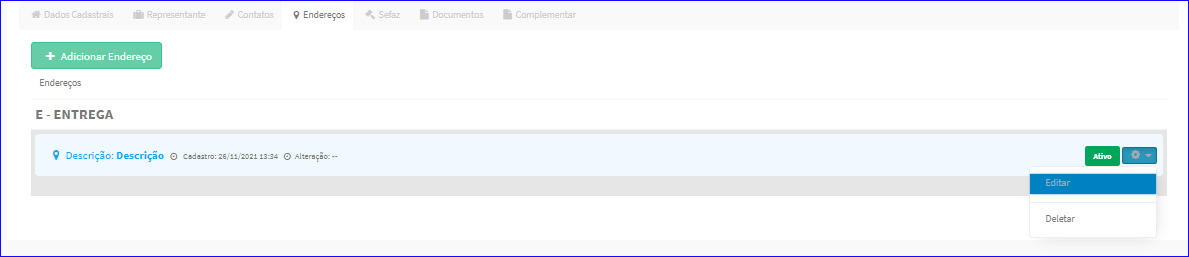 Dados Cadastrais Representante Contatos Endereços Sefaz Documentos Complementar
+ Adicionar Endereço
Endereços
E - ENTREGA
Descrição: Descrição Cadastro: 26/11/2021 13:34 Alteração: -- Ativo
Editar
Deletar